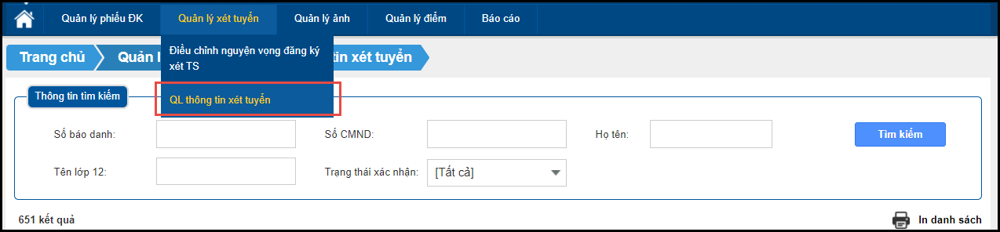 Quản lý phiếu ĐK Quản lý xét tuyển Quản lý ảnh Quản lý điểm Báo cáo
Điều chỉnh nguyện vọng đăng ký
xét TS
QL thông tin xét tuyển
Trang chủ Quản l tin xét tuyển
Thông tin tìm kiếm
Số báo danh: Số CMND: Họ tên: Tìm kiếm
Tên lớp 12: Trạng thái xác nhận: [Tất cả]
651 kết quả In danh sách